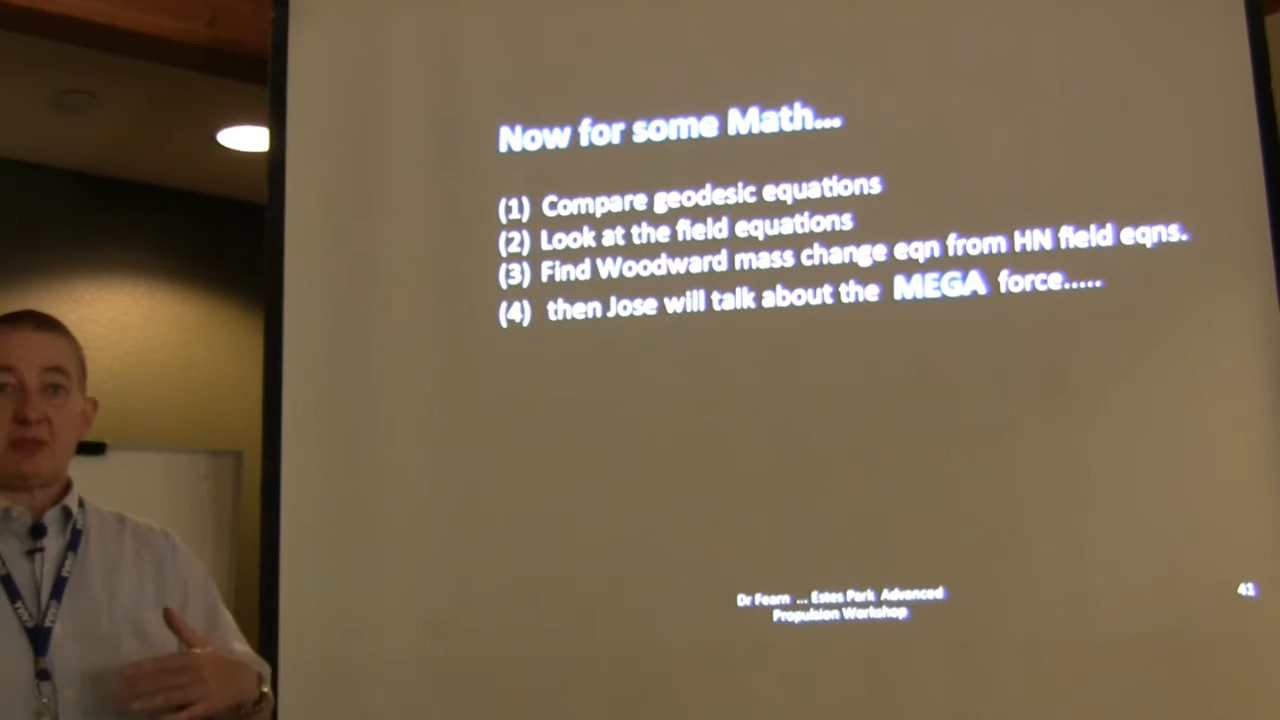 Now for some Math...
(1) Compare geodesic equations
(2) Look at the field equations
(3) Find Woodward mass change eqn from HN field eqns.
(4) then Jose will talk about the MEGA force.....
Dr Fearn ... Estes Park Advanced
Propulsion Workshop
41